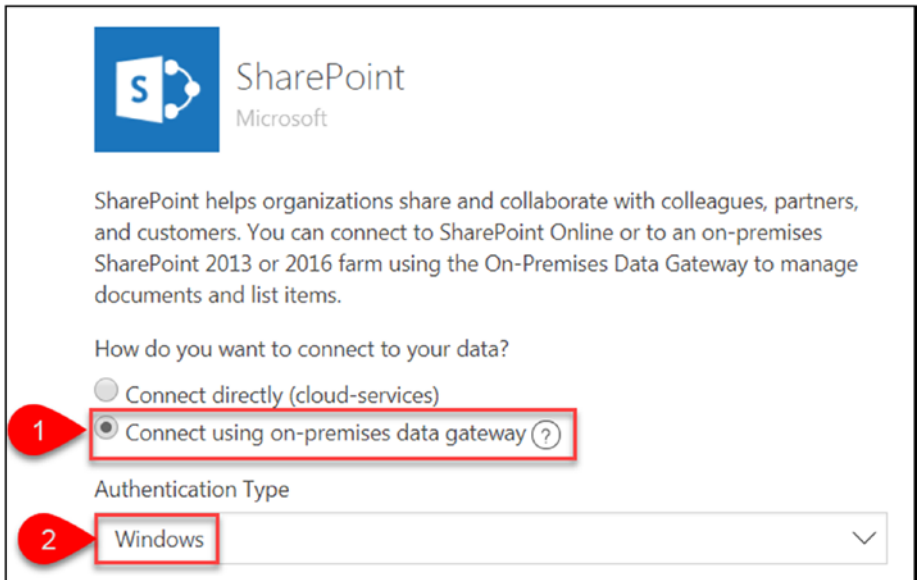 S
SharePoint
Microsoft
SharePoint helps organizations share and collaborate with colleagues, partners,
and customers. You can connect to SharePoint Online or to an on-premises
SharePoint 2013 or 2016 farm using the On-Premises Data Gateway to manage
documents and list items.
How do you want to connect to your data?
Connect directly (cloud-services)
1 Connect using on-premises data gateway ?
Authentication Type
2 Windows